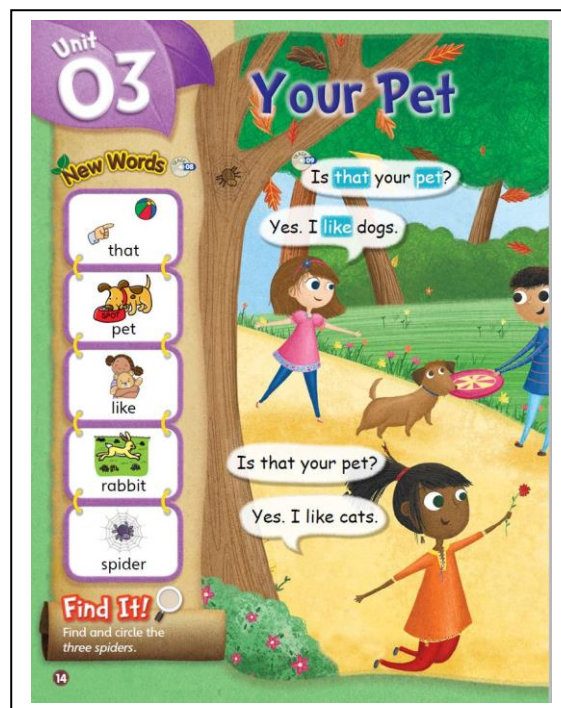 Unit
03
Your Pet
New Words
08
that
pet
SPOT
like
rabbit
spider
09
Is that your pet?
Yes. I like dogs.
Is that your pet?
Yes. I like cats.
Find It!
Find and circle the
three spiders.
14